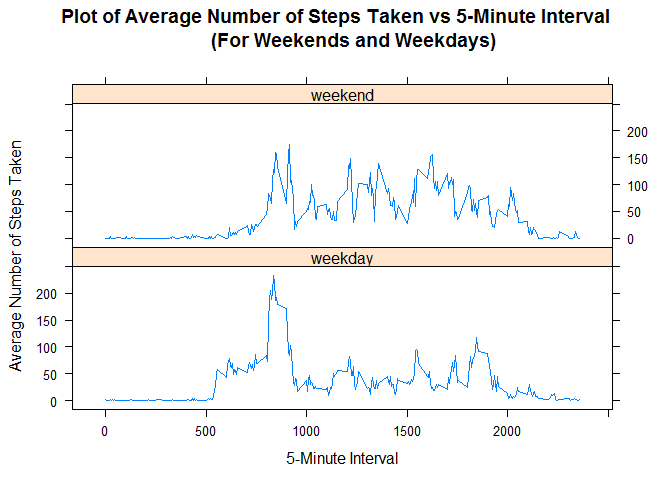 Plot of Average Number of Steps Taken vs 5-Minute Interval
(For Weekends and Weekdays)
weekend
200
150
100
50
0
weekday
200
150
100
50
0
Average Number of Steps Taken
0 500 1000 1500 2000
5-Minute Interval